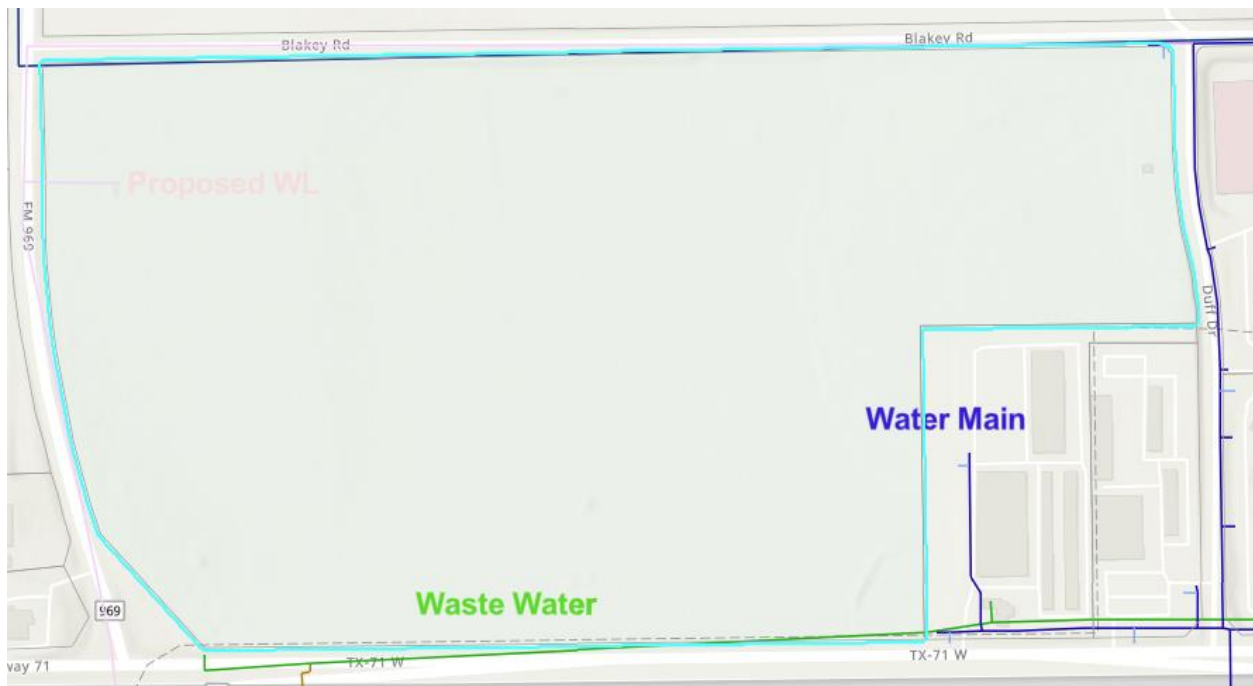 Blakey Rd
Blakey Rd
Proposed WL
FM 969
Duff Dr
Water Main
Waste Water
969
way 71
TX-71 W
TX-71 W